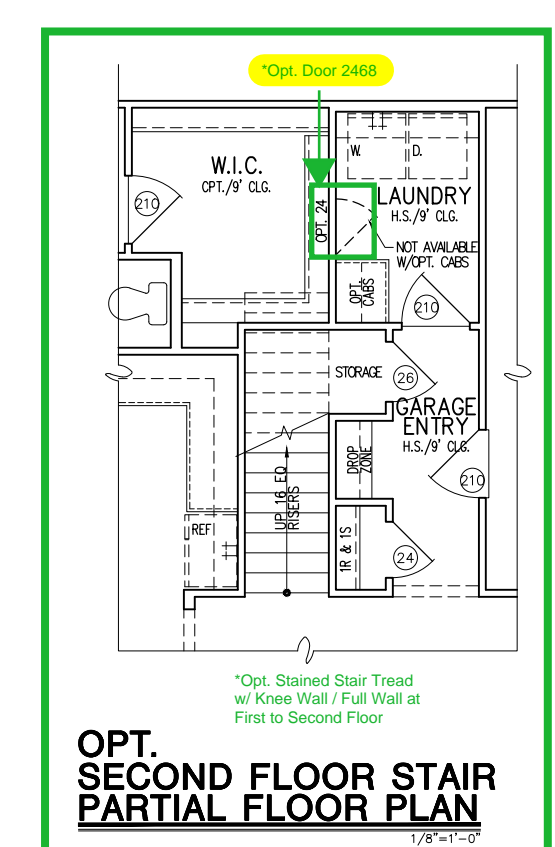 *Opt. Door 2468
W.
D.
W.I.C.
CPT./9' CLG.
LAUNDRY
H.S./9' CLG.
210
OPT. 24
NOT AVAILABLE
W/OPT. CABS
OPT.
CABS
210
STORAGE
26
GARAGE
ENTRY
H.S./9' CLG.
DROP
ZONE
210
UP 16 EQ
RISERS
REF
1R & 1S
24
*Opt. Stained Stair Tread
w/ Knee Wall / Full Wall at
First to Second Floor
OPT.
SECOND FLOOR STAIR
PARTIAL FLOOR PLAN
1/8"=1'-0"